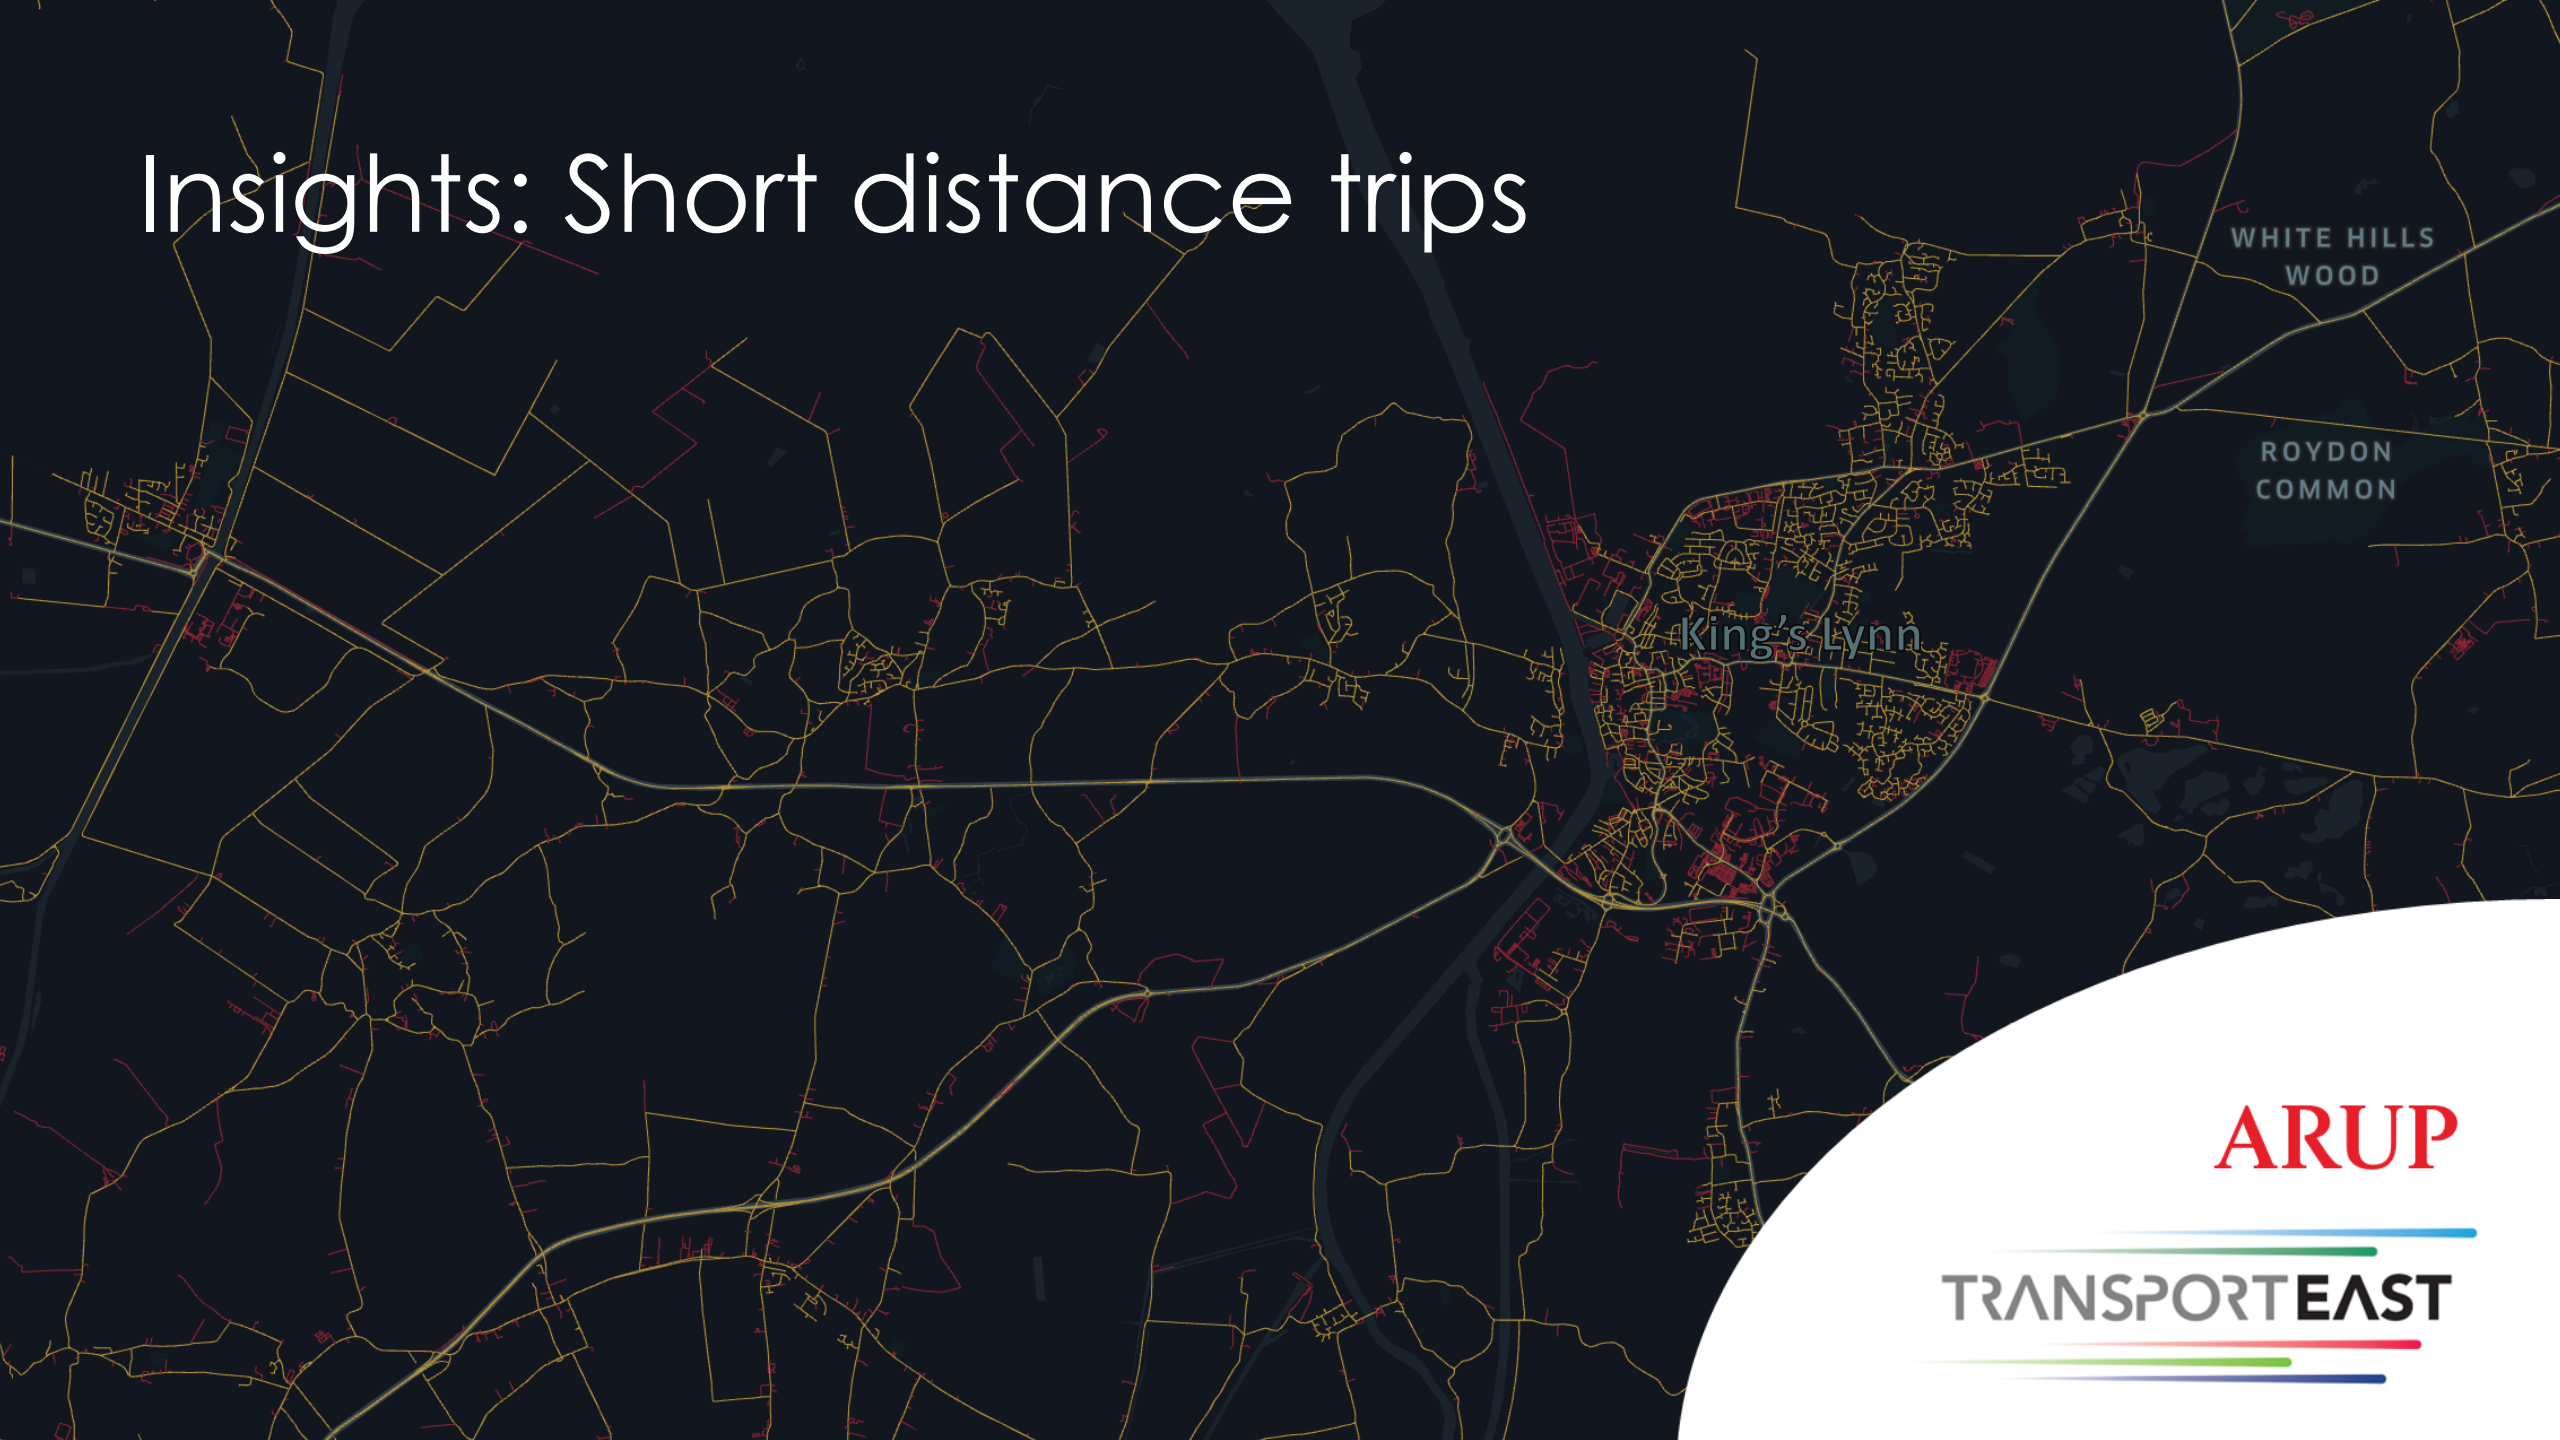 Insights: Short distance trips
WHITE HILLS
WOOD
ROYDON
COMMON
King's Lynn
ARUP
TRANSPORTEAST